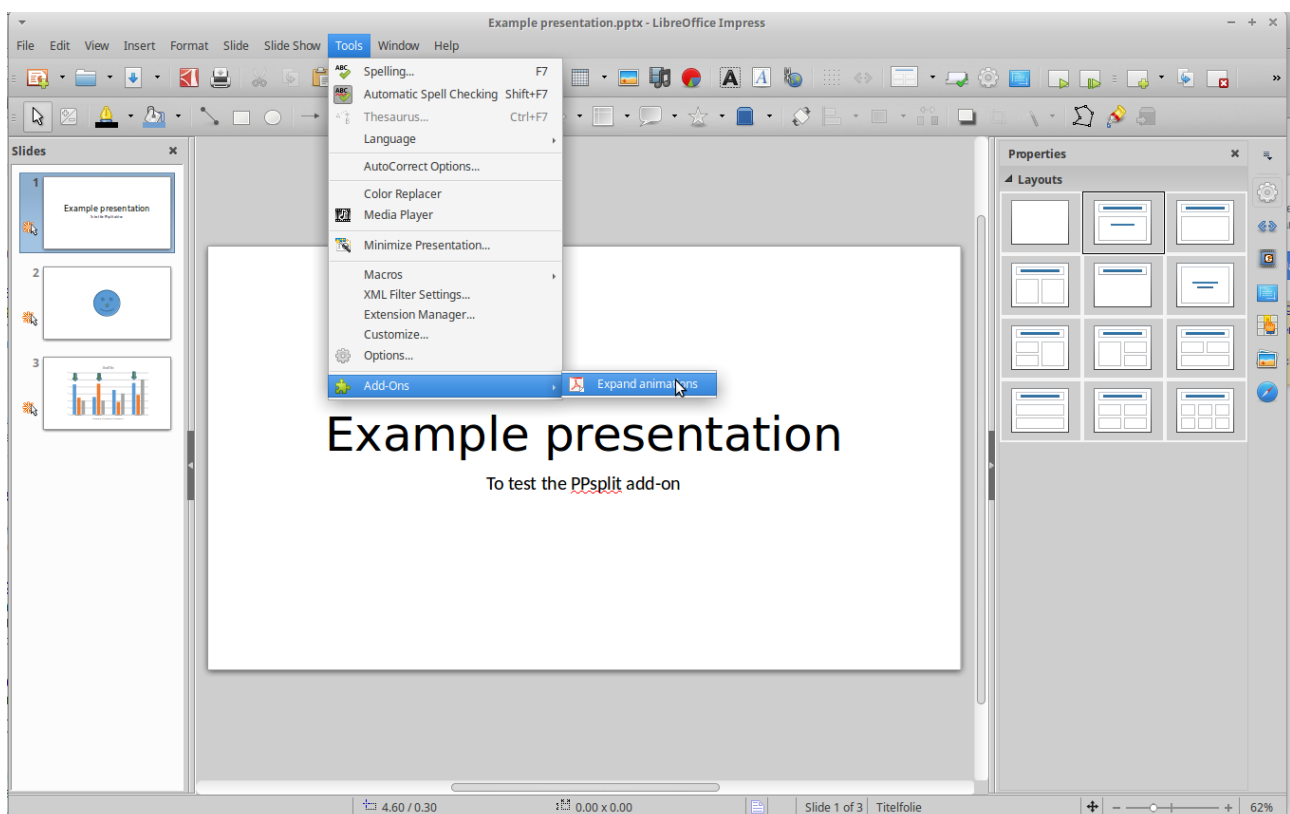 Example presentation.pptx - LibreOffice Impress
File Edit View Insert Format Slide Slide Show Tools Window Help
Spelling... F7
Automatic Spell Checking Shift+F7
Thesaurus... Ctrl+F7
Language
AutoCorrect Options...
Color Replacer
Media Player
Minimize Presentation...
Macros
XML Filter Settings...
Extension Manager...
Customize...
Options...
Add-Ons
Expand animations
Slides
1
Example presentation
2
3
Example presentation
To test the PPsplit add-on
Properties
Layouts
4.60 / 0.30
0.00 x 0.00
Slide 1 of 3
Titelfolie
62%